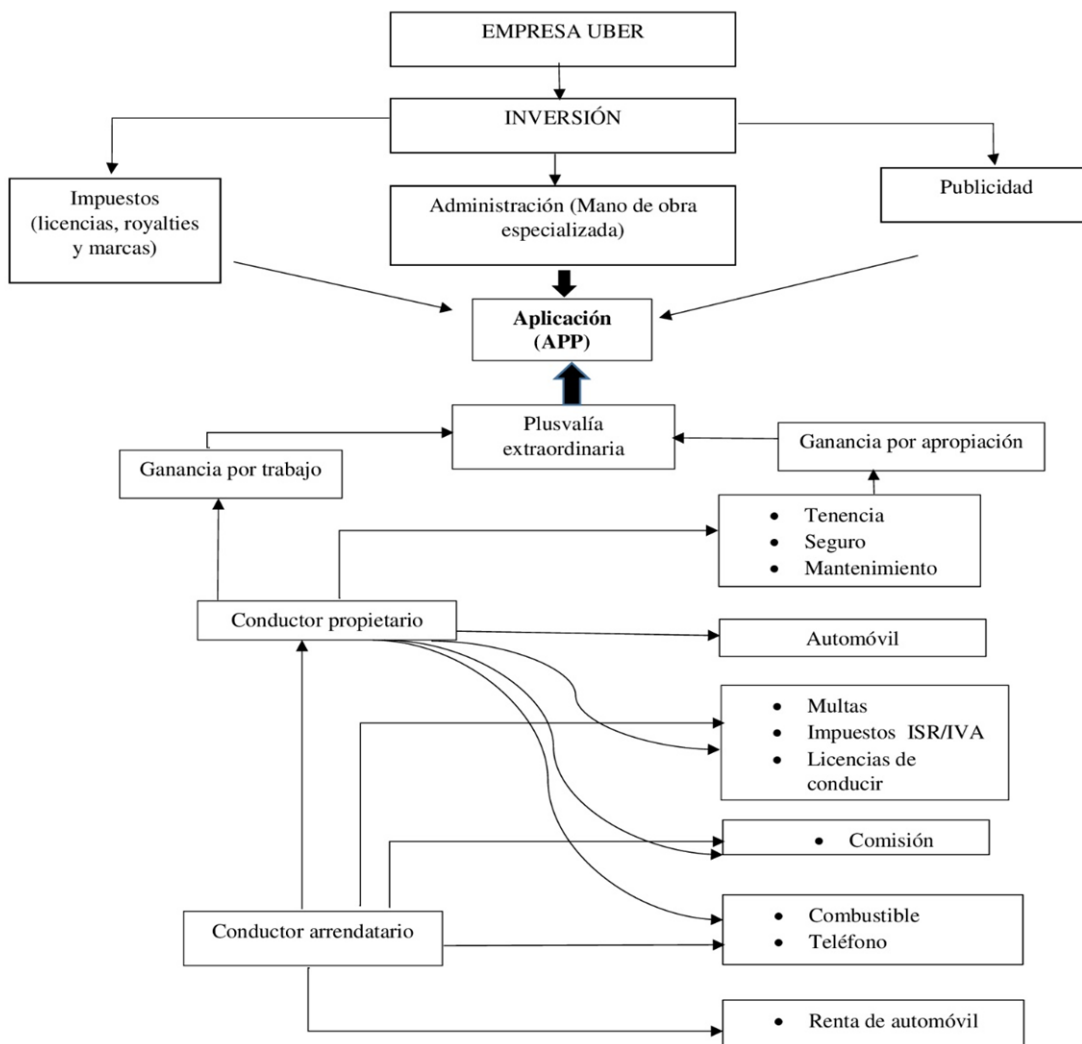 EMPRESA UBER
INVERSIÓN
Impuestos
(licencias, royalties
y marcas)
Administración (Mano de obra
especializada)
Publicidad
Aplicación
(APP)
Plusvalía
extraordinaria
Ganancia por trabajo
Ganancia por apropiación
• Tenencia
• Seguro
• Mantenimiento
Conductor propietario
Automóvil
• Multas
• Impuestos ISR/IVA
• Licencias de
conducir
• Comisión
Conductor arrendatario
• Combustible
• Teléfono
• Renta de automóvil